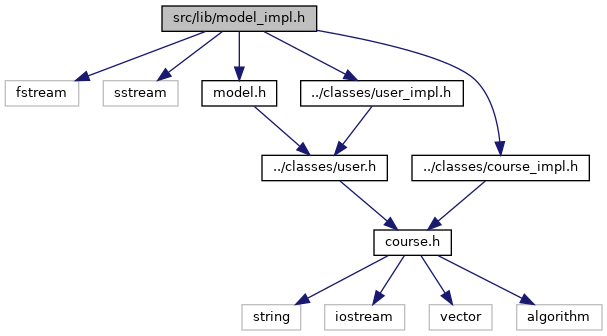 src/lib/model_impl.h
fstream
sstream
model.h
../classes/user_impl.h
../classes/user.h
../classes/course_impl.h
course.h
string
iostream
vector
algorithm